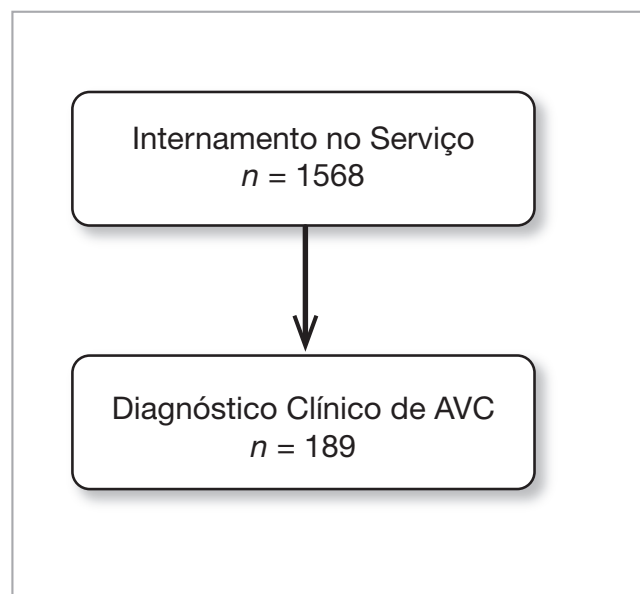 Internamento no Serviço
n = 1568
Diagnóstico Clínico de AVC
n = 189